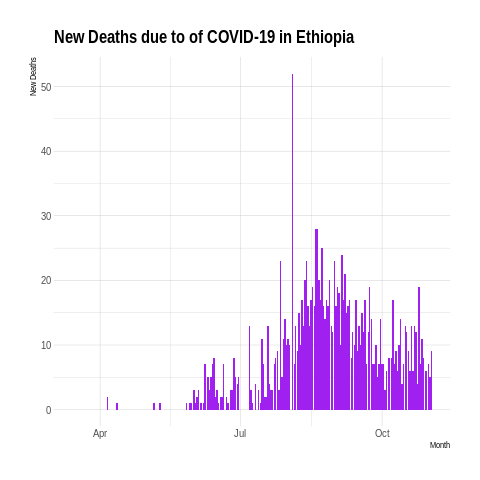 New Deaths due to of COVID-19 in Ethiopia
New Deaths
50
40
30
20
10
0
Apr
Jul
Oct
Month